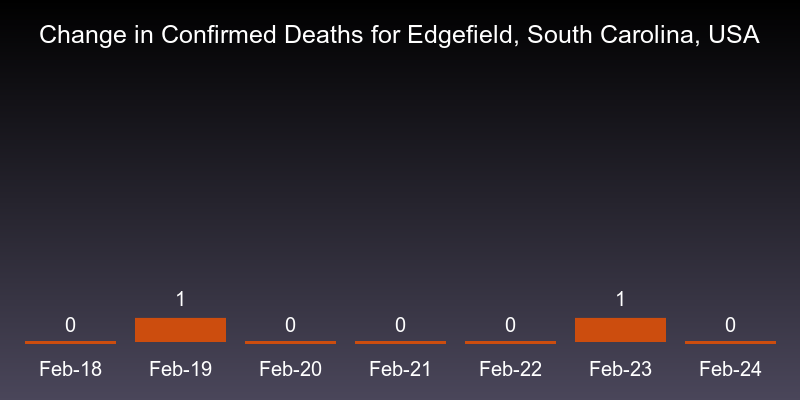 Change in Confirmed Deaths for Edgefield, South Carolina, USA
0 1 0 0 0 1 0
Feb-18 Feb-19 Feb-20 Feb-21 Feb-22 Feb-23 Feb-24